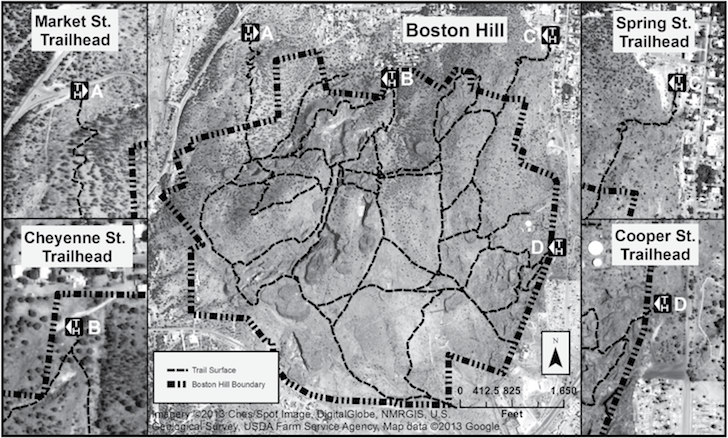 Market St.
Trailhead
A
A
Boston Hill
C
B
Spring St.
Trailhead
C
Cheyenne St.
Trailhead
B
D
Cooper St.
Trailhead
D
Trail Surface
Boston Hill Boundary
N
0 412.5 825 1,650
Feet
Imagery ©2013 Cnes/Spot Image, DigitalGlobe, NMRGIS, U.S.
Geological Survey, USDA Farm Service Agency, Map data ©2013 Google